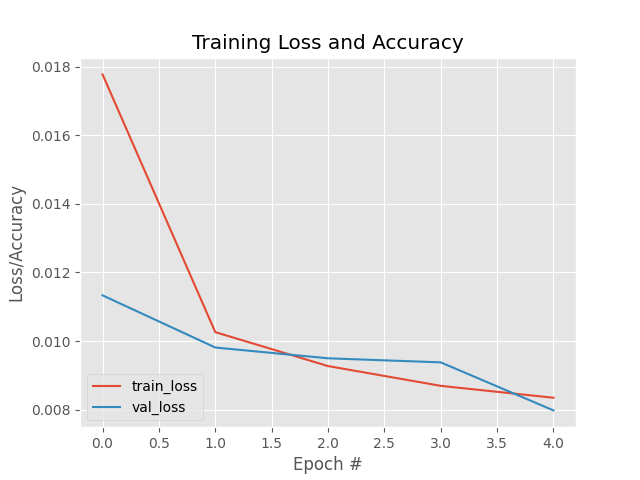 Training Loss and Accuracy
0.018
0.016
0.014
0.012
0.010
0.008
Loss/Accuracy
train_loss
val_loss
0.0 0.5 1.0 1.5 2.0 2.5 3.0 3.5 4.0
Epoch #